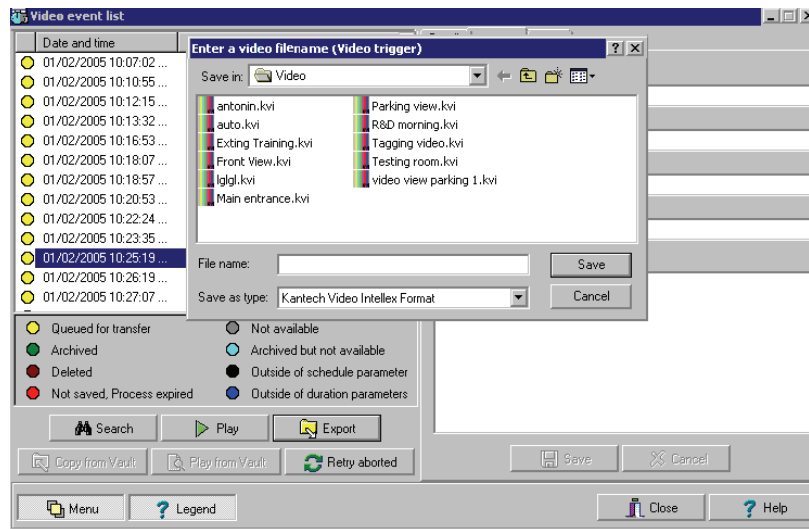 Video event list
Date and time
01/02/2005 10:07:02 ...
01/02/2005 10:10:55 ...
01/02/2005 10:12:15 ...
01/02/2005 10:13:32 ...
01/02/2005 10:16:53 ...
01/02/2005 10:18:07 ...
01/02/2005 10:18:57 ...
01/02/2005 10:20:53 ...
01/02/2005 10:22:24 ...
01/02/2005 10:23:35 ...
01/02/2005 10:25:19 ...
01/02/2005 10:26:19 ...
01/02/2005 10:27:07 ...
Enter a video filename (Video trigger)
Save in: Video
antonin.kvi
auto.kvi
Exting Training.kvi
Front View.kvi
lglgl.kvi
Main entrance.kvi
Parking view.kvi
R&D morning.kvi
Tagging video.kvi
Testing room.kvi
video view parking 1.kvi
File name:
Save
Save as type: Kantech Video Intellex Format
Cancel
Queued for transfer
Not available
Archived
Archived but not available
Deleted
Outside of schedule parameter
Not saved, Process expired
Outside of duration parameters
Search
Play
Export
Copy from Vault
Play from Vault
Retry aborted
Save
Cancel
Menu
Legend
Close
Help